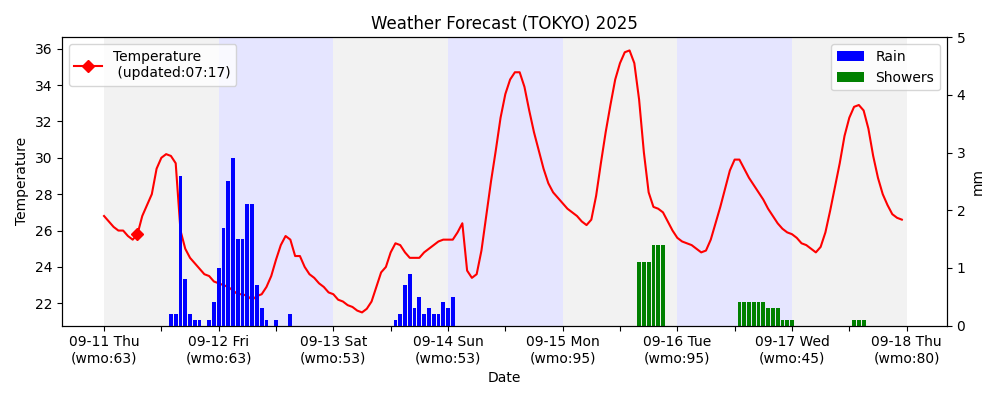 Weather Forecast (TOKYO) 2025
Temperature
(updated:07:17)
Rain
Showers
36
34
32
30
28
26
24
22
Temperature
5
4
3
2
1
0
mm
09-11 Thu
(wmo:63)
09-12 Fri
(wmo:63)
09-13 Sat
(wmo:53)
09-14 Sun
(wmo:53)
09-15 Mon
(wmo:95)
09-16 Tue
(wmo:95)
09-17 Wed
(wmo:45)
09-18 Thu
(wmo:80)
Date